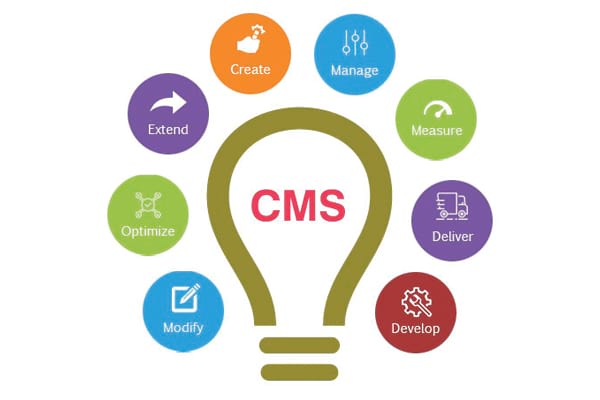 Create
Manage
Extend
Measure
CMS
Optimize
Deliver
Modify
Develop